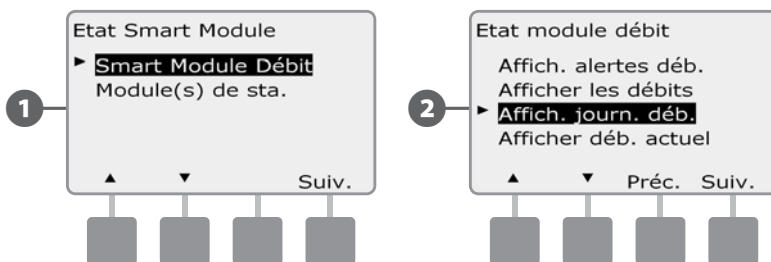 1
Etat Smart Module
► Smart Module Débit
Module(s) de sta.
▲ ▼ Suiv.
2
Etat module débit
Affich. alertes déb.
Afficher les débits
► Affich. journ. déb.
Afficher déb. actuel
▲ ▼ Préc. Suiv.